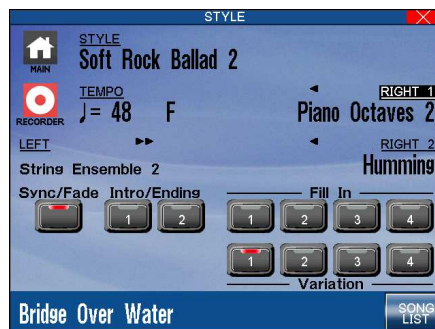 STYLE
STYLE
Soft Rock Ballad 2
MAIN
TEMPO
♩= 48 F
RECORDER
RIGHT 1
Piano Octaves 2
LEFT
String Ensemble 2
RIGHT 2
Humming
Sync/Fade Intro/Ending Fill In
1 2 1 2 3 4
1 2 3 4
Variation
Bridge Over Water
SONG
LIST